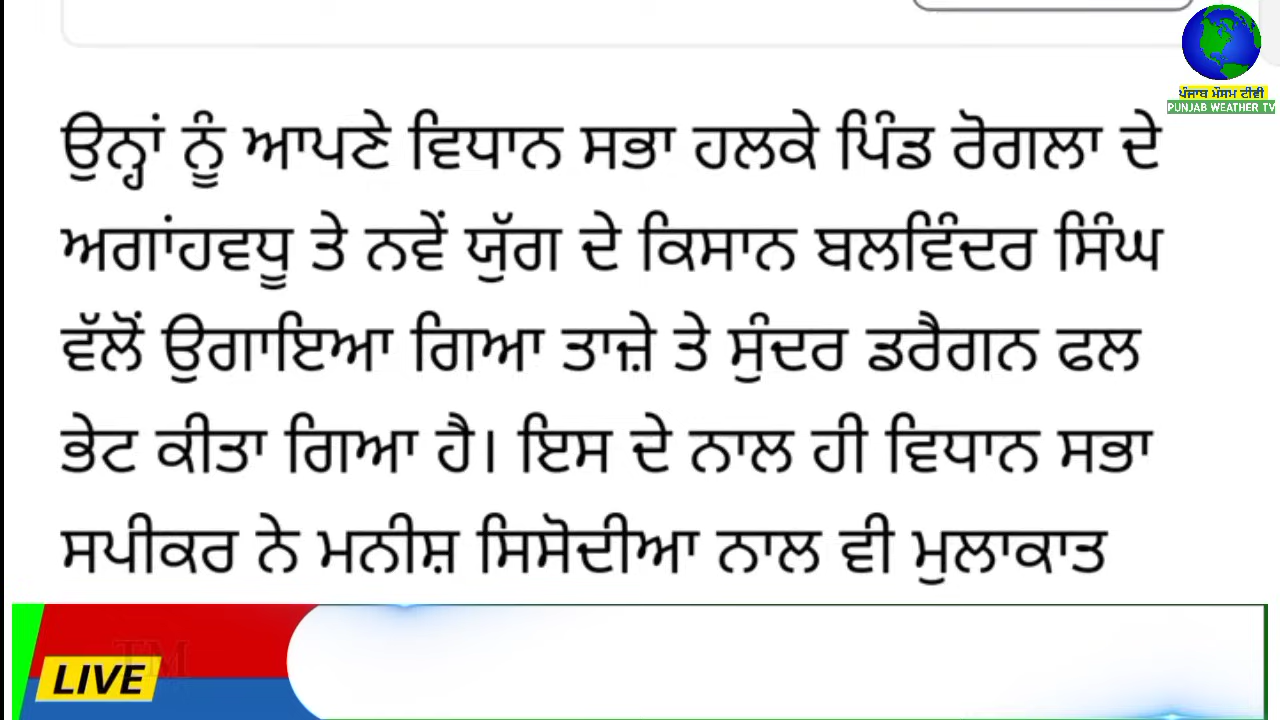 ਪੰਜਾਬ ਮੌਸਮ ਟੀਵੀ
PUNJAB WEATHER TV
ਉਨ੍ਹਾਂ ਨੂੰ ਆਪਣੇ ਵਿਧਾਨ ਸਭਾ ਹਲਕੇ ਪਿੰਡ ਰੋਗਲਾ ਦੇ
ਅਗਾਂਹਵਧੂ ਤੇ ਨਵੇਂ ਯੁੱਗ ਦੇ ਕਿਸਾਨ ਬਲਵਿੰਦਰ ਸਿੰਘ
ਵੱਲੋਂ ਉਗਾਇਆ ਗਿਆ ਤਾਜ਼ੇ ਤੇ ਸੁੰਦਰ ਡਰੈਗਨ ਫਲ
ਭੇਟ ਕੀਤਾ ਗਿਆ ਹੈ। ਇਸ ਦੇ ਨਾਲ ਹੀ ਵਿਧਾਨ ਸਭਾ
ਸਪੀਕਰ ਨੇ ਮਨੀਸ਼ ਸਿਸੋਦੀਆ ਨਾਲ ਵੀ ਮੁਲਾਕਾਤ
TM
LIVE